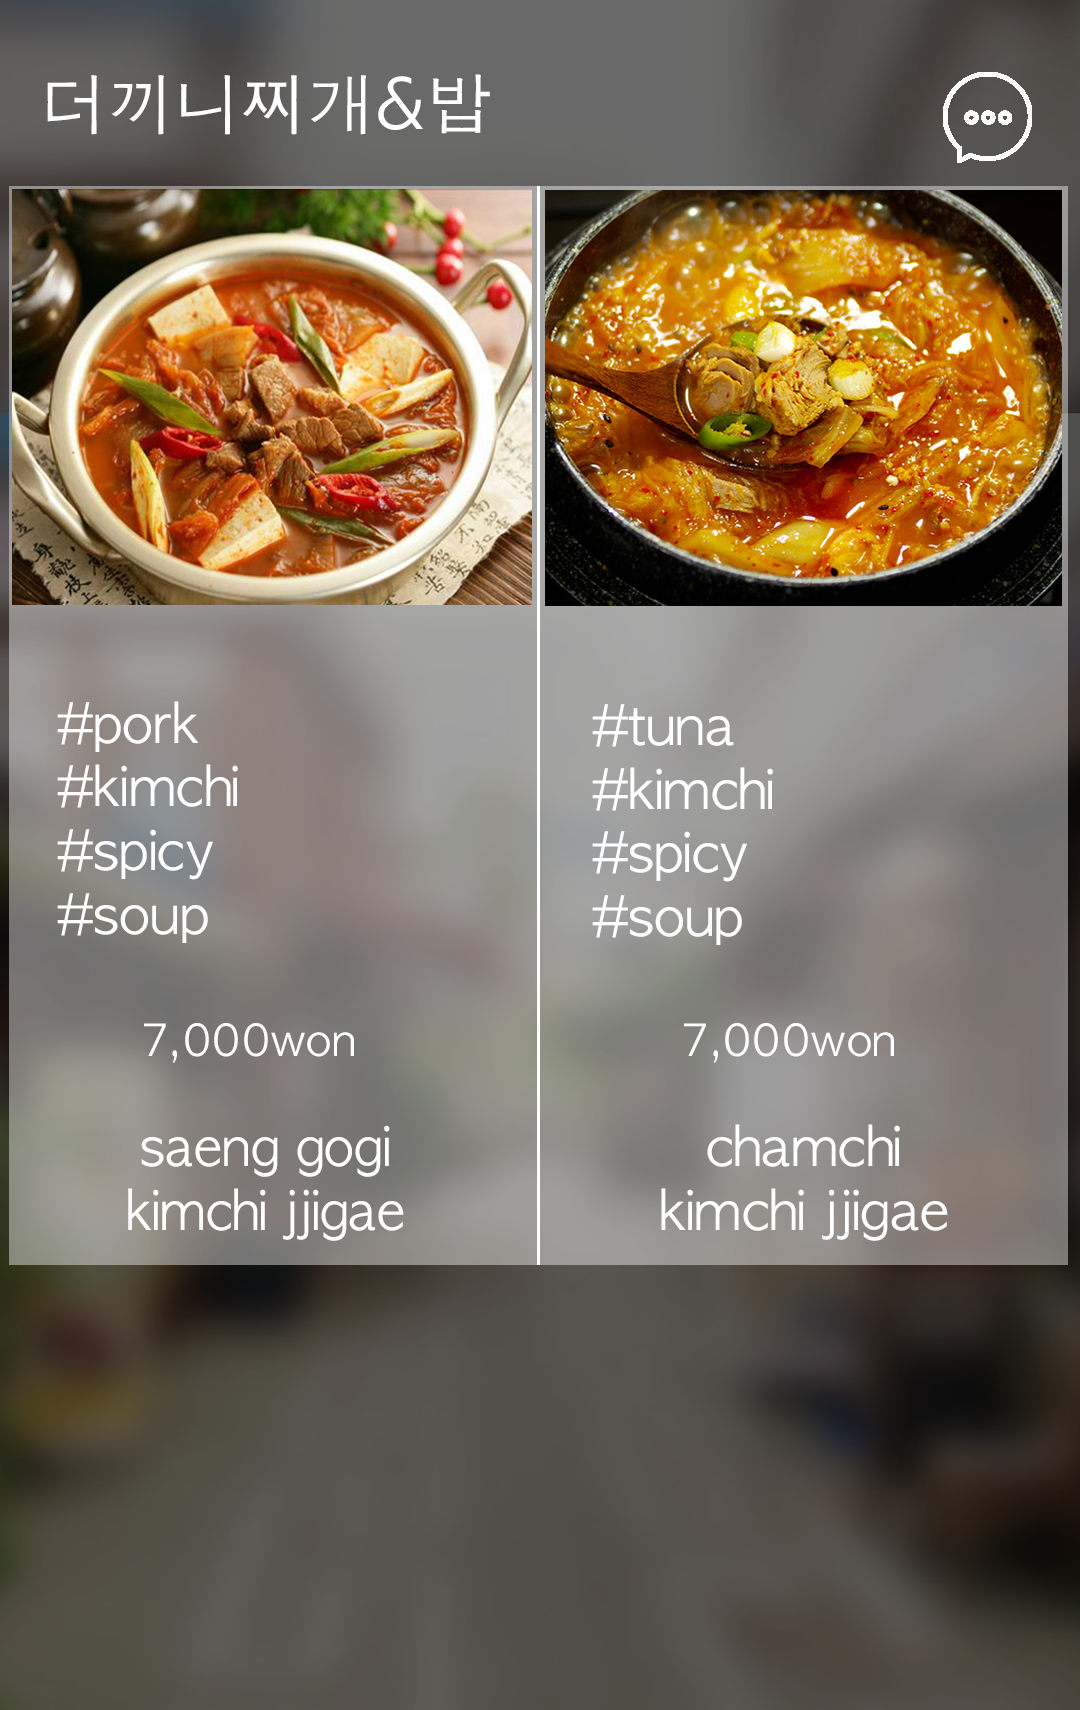 더끼니찌개&밥
#pork
#kimchi
#spicy
#soup
7,000won
saeng gogi
kimchi jjigae
#tuna
#kimchi
#spicy
#soup
7,000won
chamchi
kimchi jjigae